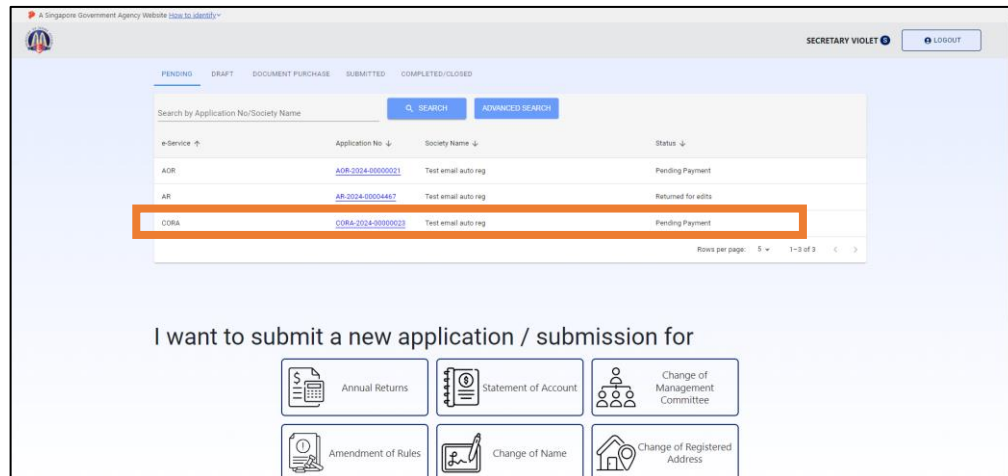 A Singapore Government Agency Website How to identify
SECRETARY VIOLET S LOGOUT
PENDING DRAFT DOCUMENT PURCHASE SUBMITTED COMPLETED/CLOSED
Search by Application No/Society Name SEARCH ADVANCED SEARCH
e-Service Application No Society Name Status
AOR AOR-2024-00000021 Test email auto reg Pending Payment
AR AR-2024-00004467 Test email auto reg Returned for edits
CORA CORA-2024-00000023 Test email auto reg Pending Payment
Rows per page: 5 1–3 of 3
I want to submit a new application / submission for
Annual Returns
Statement of Account
Change of
Management
Committee
Amendment of Rules
Change of Name
Change of Registered
Address